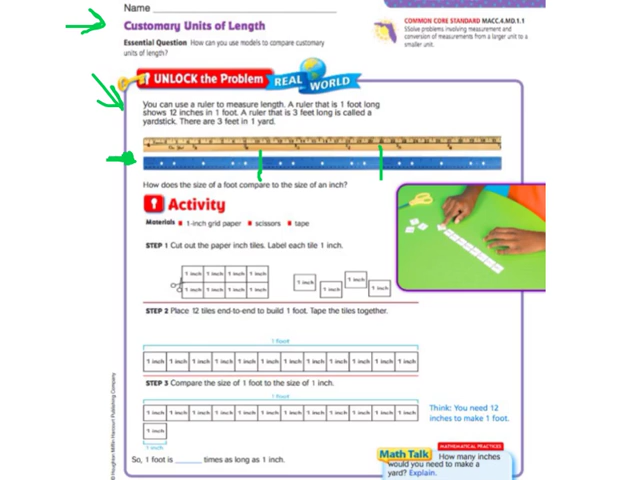 Name
Customary Units of Length
Essential Question How can you use models to compare customary
units of length?
COMMON CORE STANDARD MACC.4.MD.1.1
Solve problems involving measurement and
conversion of measurements from a larger unit to a
smaller unit.
UNLOCK the Problem REAL WORLD
You can use a ruler to measure length. A ruler that is 1 foot long
shows 12 inches in 1 foot. A ruler that is 3 feet long is called a
yardstick. There are 3 feet in 1 yard.
How does the size of a foot compare to the size of an inch?
Activity
Materials ■ 1-inch grid paper ■ scissors ■ tape
STEP 1 Cut out the paper inch tiles. Label each tile 1 inch.
1 inch 1 inch 1 inch 1 inch
1 inch 1 inch 1 inch 1 inch
1 inch 1 inch 1 inch 1 inch
STEP 2 Place 12 tiles end-to-end to build 1 foot. Tape the tiles together.
1 foot
1 inch 1 inch 1 inch 1 inch 1 inch 1 inch 1 inch 1 inch 1 inch 1 inch 1 inch 1 inch
STEP 3 Compare the size of 1 foot to the size of 1 inch.
1 foot
1 inch 1 inch 1 inch 1 inch 1 inch 1 inch 1 inch 1 inch 1 inch 1 inch 1 inch 1 inch
1 inch
1 inch
Think: You need 12
inches to make 1 foot.
So, 1 foot is ______ times as long as 1 inch.
MATHEMATICAL PRACTICES
Math Talk How many inches
would you need to make a
yard? Explain.
© Houghton Mifflin Harcourt Publishing Company